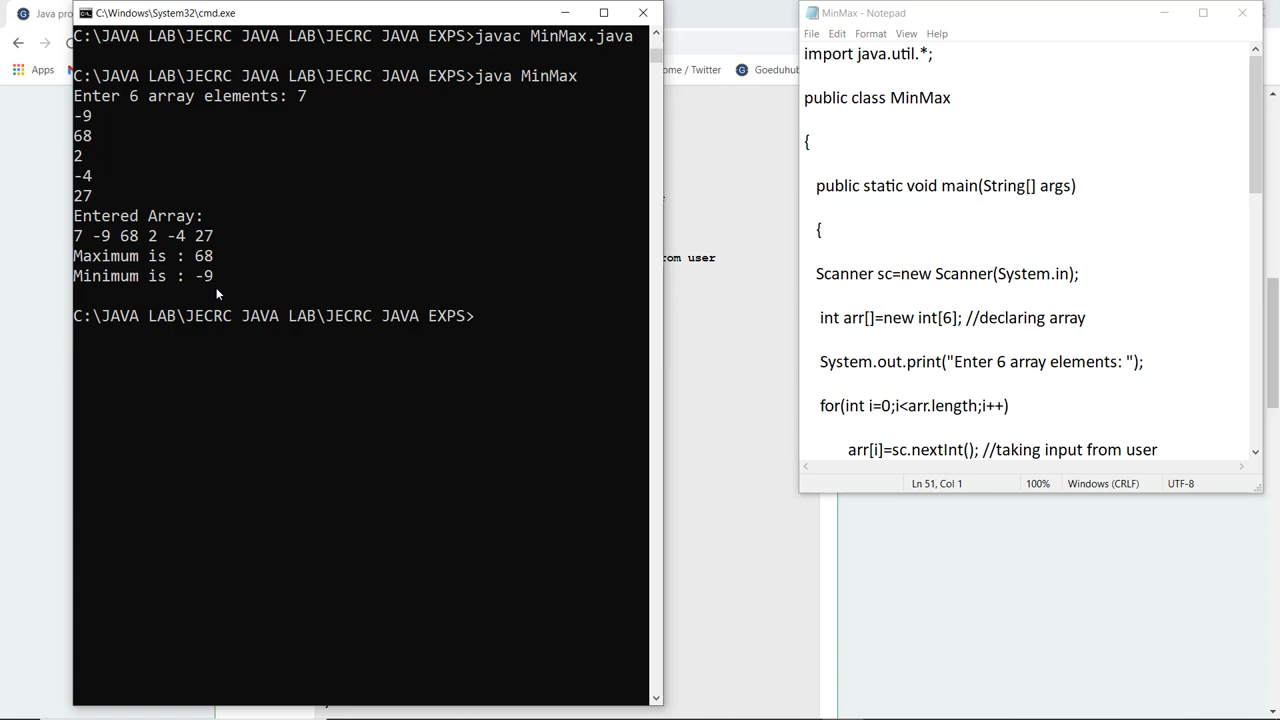 Java pro
C:\Windows\System32\cmd.exe
Apps
C:\JAVA LAB\JECRC JAVA LAB\JECRC JAVA EXPS>javac MinMax.java
C:\JAVA LAB\JECRC JAVA LAB\JECRC JAVA EXPS>java MinMax
Enter 6 array elements: 7
-9
68
2
-4
27
Entered Array:
7 -9 68 2 -4 27
Maximum is : 68
Minimum is : -9
C:\JAVA LAB\JECRC JAVA LAB\JECRC JAVA EXPS>
ome / Twitter
Goeduhub
om user
MinMax - Notepad
File Edit Format View Help
import java.util.*;
public class MinMax
{
public static void main(String[] args)
{
Scanner sc=new Scanner(System.in);
int arr[]=new int[6]; //declaring array
System.out.print("Enter 6 array elements: ");
for(int i=0;i<arr.length;i++)
arr[i]=sc.nextInt(); //taking input from user
Ln 51, Col 1 100% Windows (CRLF) UTF-8